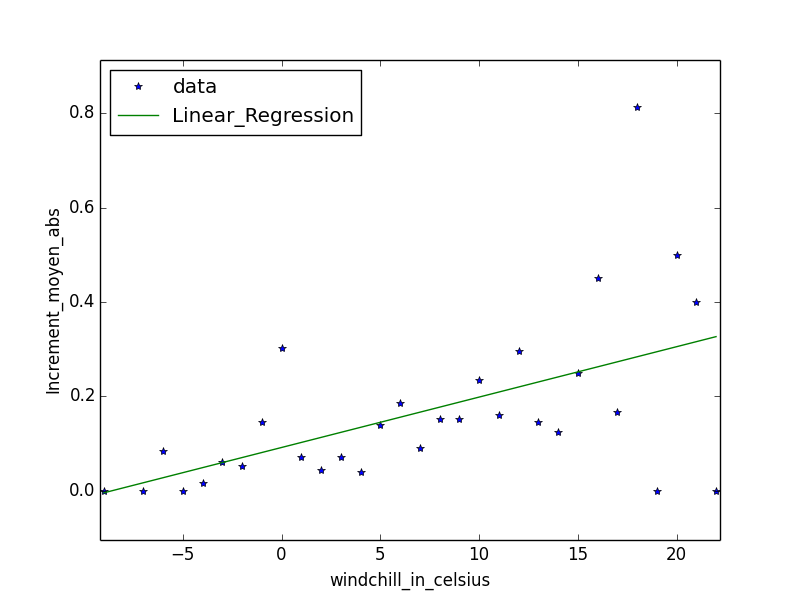 data
Linear_Regression
0.8
0.6
0.4
0.2
0.0
Increment_moyen_abs
−5
0
5
10
15
20
windchill_in_celsius